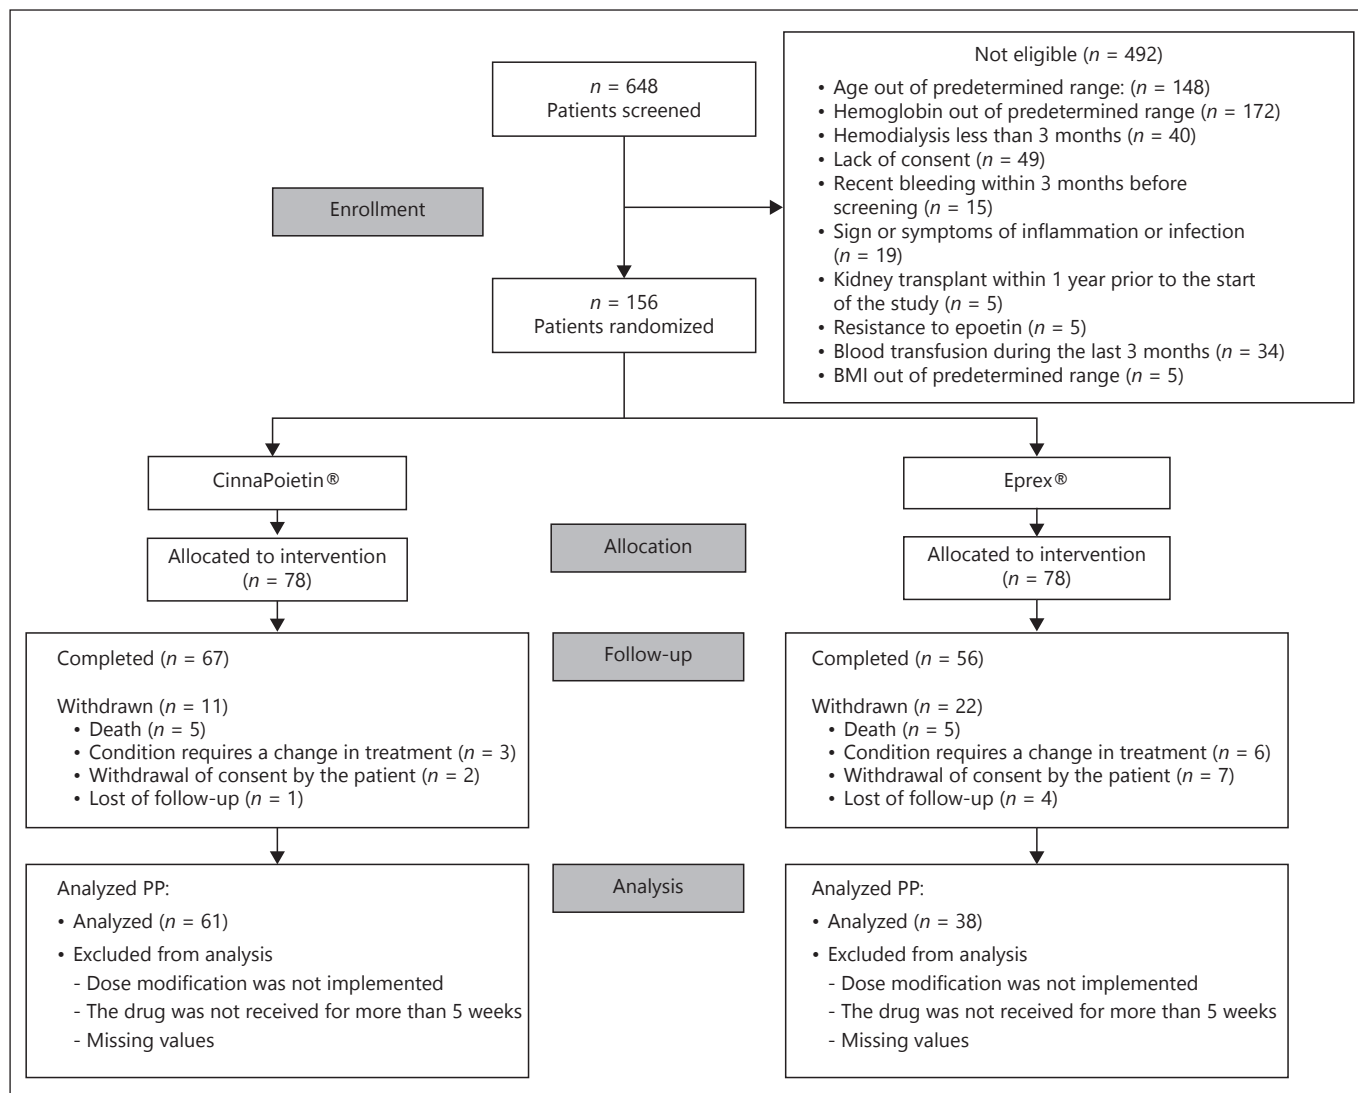 n = 648
Patients screened
Not eligible (n = 492)
• Age out of predetermined range: (n = 148)
• Hemoglobin out of predetermined range (n = 172)
• Hemodialysis less than 3 months (n = 40)
• Lack of consent (n = 49)
• Recent bleeding within 3 months before
screening (n = 15)
• Sign or symptoms of inflammation or infection
(n = 19)
• Kidney transplant within 1 year prior to the start
of the study (n = 5)
• Resistance to epoetin (n = 5)
• Blood transfusion during the last 3 months (n = 34)
• BMI out of predetermined range (n = 5)
Enrollment
n = 156
Patients randomized
CinnaPoietin®
Eprex®
Allocation
Allocated to intervention
(n = 78)
Allocated to intervention
(n = 78)
Follow-up
Completed (n = 67)
Withdrawn (n = 11)
• Death (n = 5)
• Condition requires a change in treatment (n = 3)
• Withdrawal of consent by the patient (n = 2)
• Lost of follow-up (n = 1)
Completed (n = 56)
Withdrawn (n = 22)
• Death (n = 5)
• Condition requires a change in treatment (n = 6)
• Withdrawal of consent by the patient (n = 7)
• Lost of follow-up (n = 4)
Analysis
Analyzed PP:
• Analyzed (n = 61)
• Excluded from analysis
- Dose modification was not implemented
- The drug was not received for more than 5 weeks
- Missing values
Analyzed PP:
• Analyzed (n = 38)
• Excluded from analysis
- Dose modification was not implemented
- The drug was not received for more than 5 weeks
- Missing values